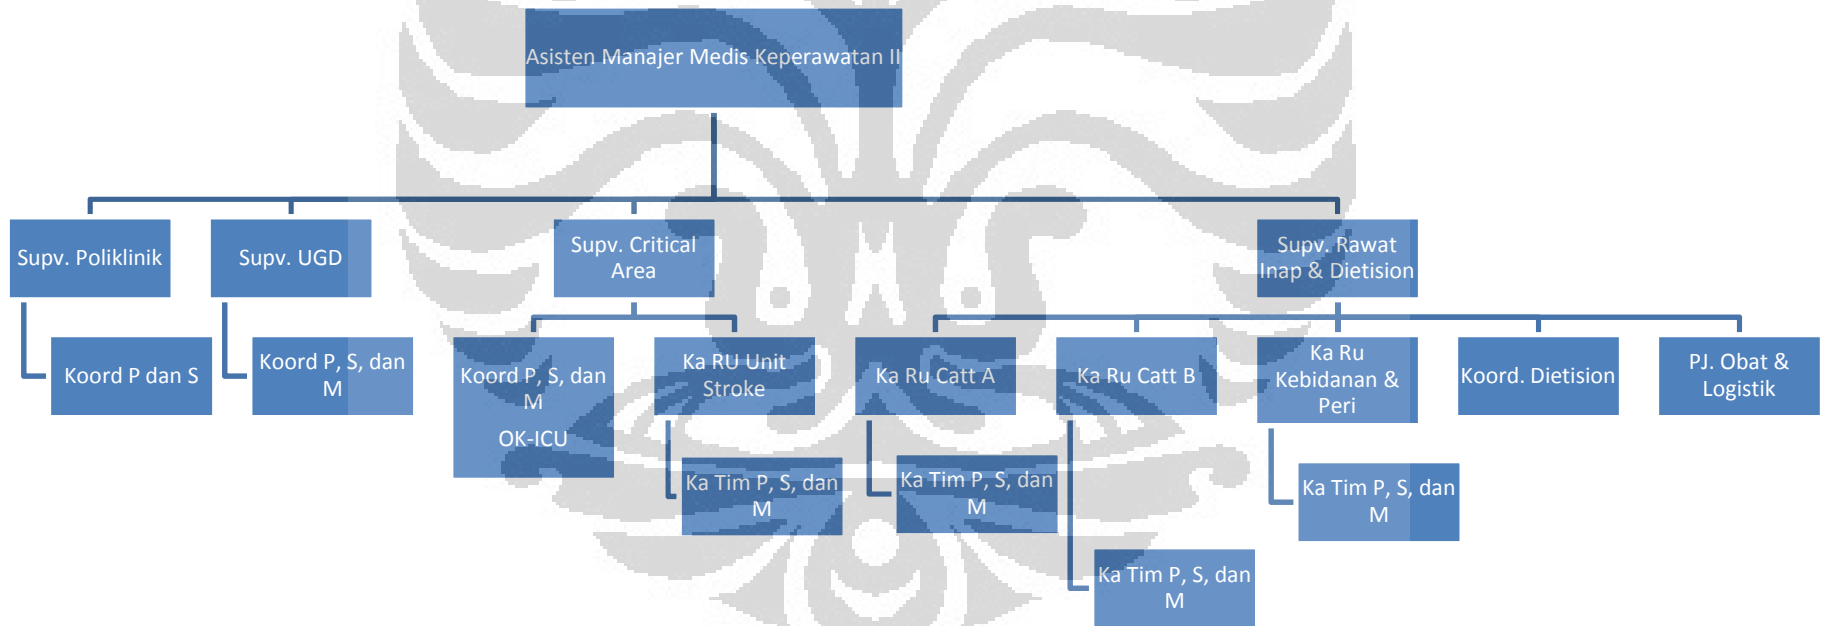 Asisten Manajer Medis Keperawatan II
Supv. Poliklinik
Supv. UGD
Supv. Critical
Area
Supv. Rawat
Inap & Dietision
Koord P dan S
Koord P, S, dan
M
Koord P, S, dan
M
OK-ICU
Ka RU Unit
Stroke
Ka Ru Catt A
Ka Ru Catt B
Ka Ru
Kebidanan &
Peri
Koord. Dietision
PJ. Obat &
Logistik
Ka Tim P, S, dan
M
Ka Tim P, S, dan
M
Ka Tim P, S, dan
M
Ka Tim P, S, dan
M